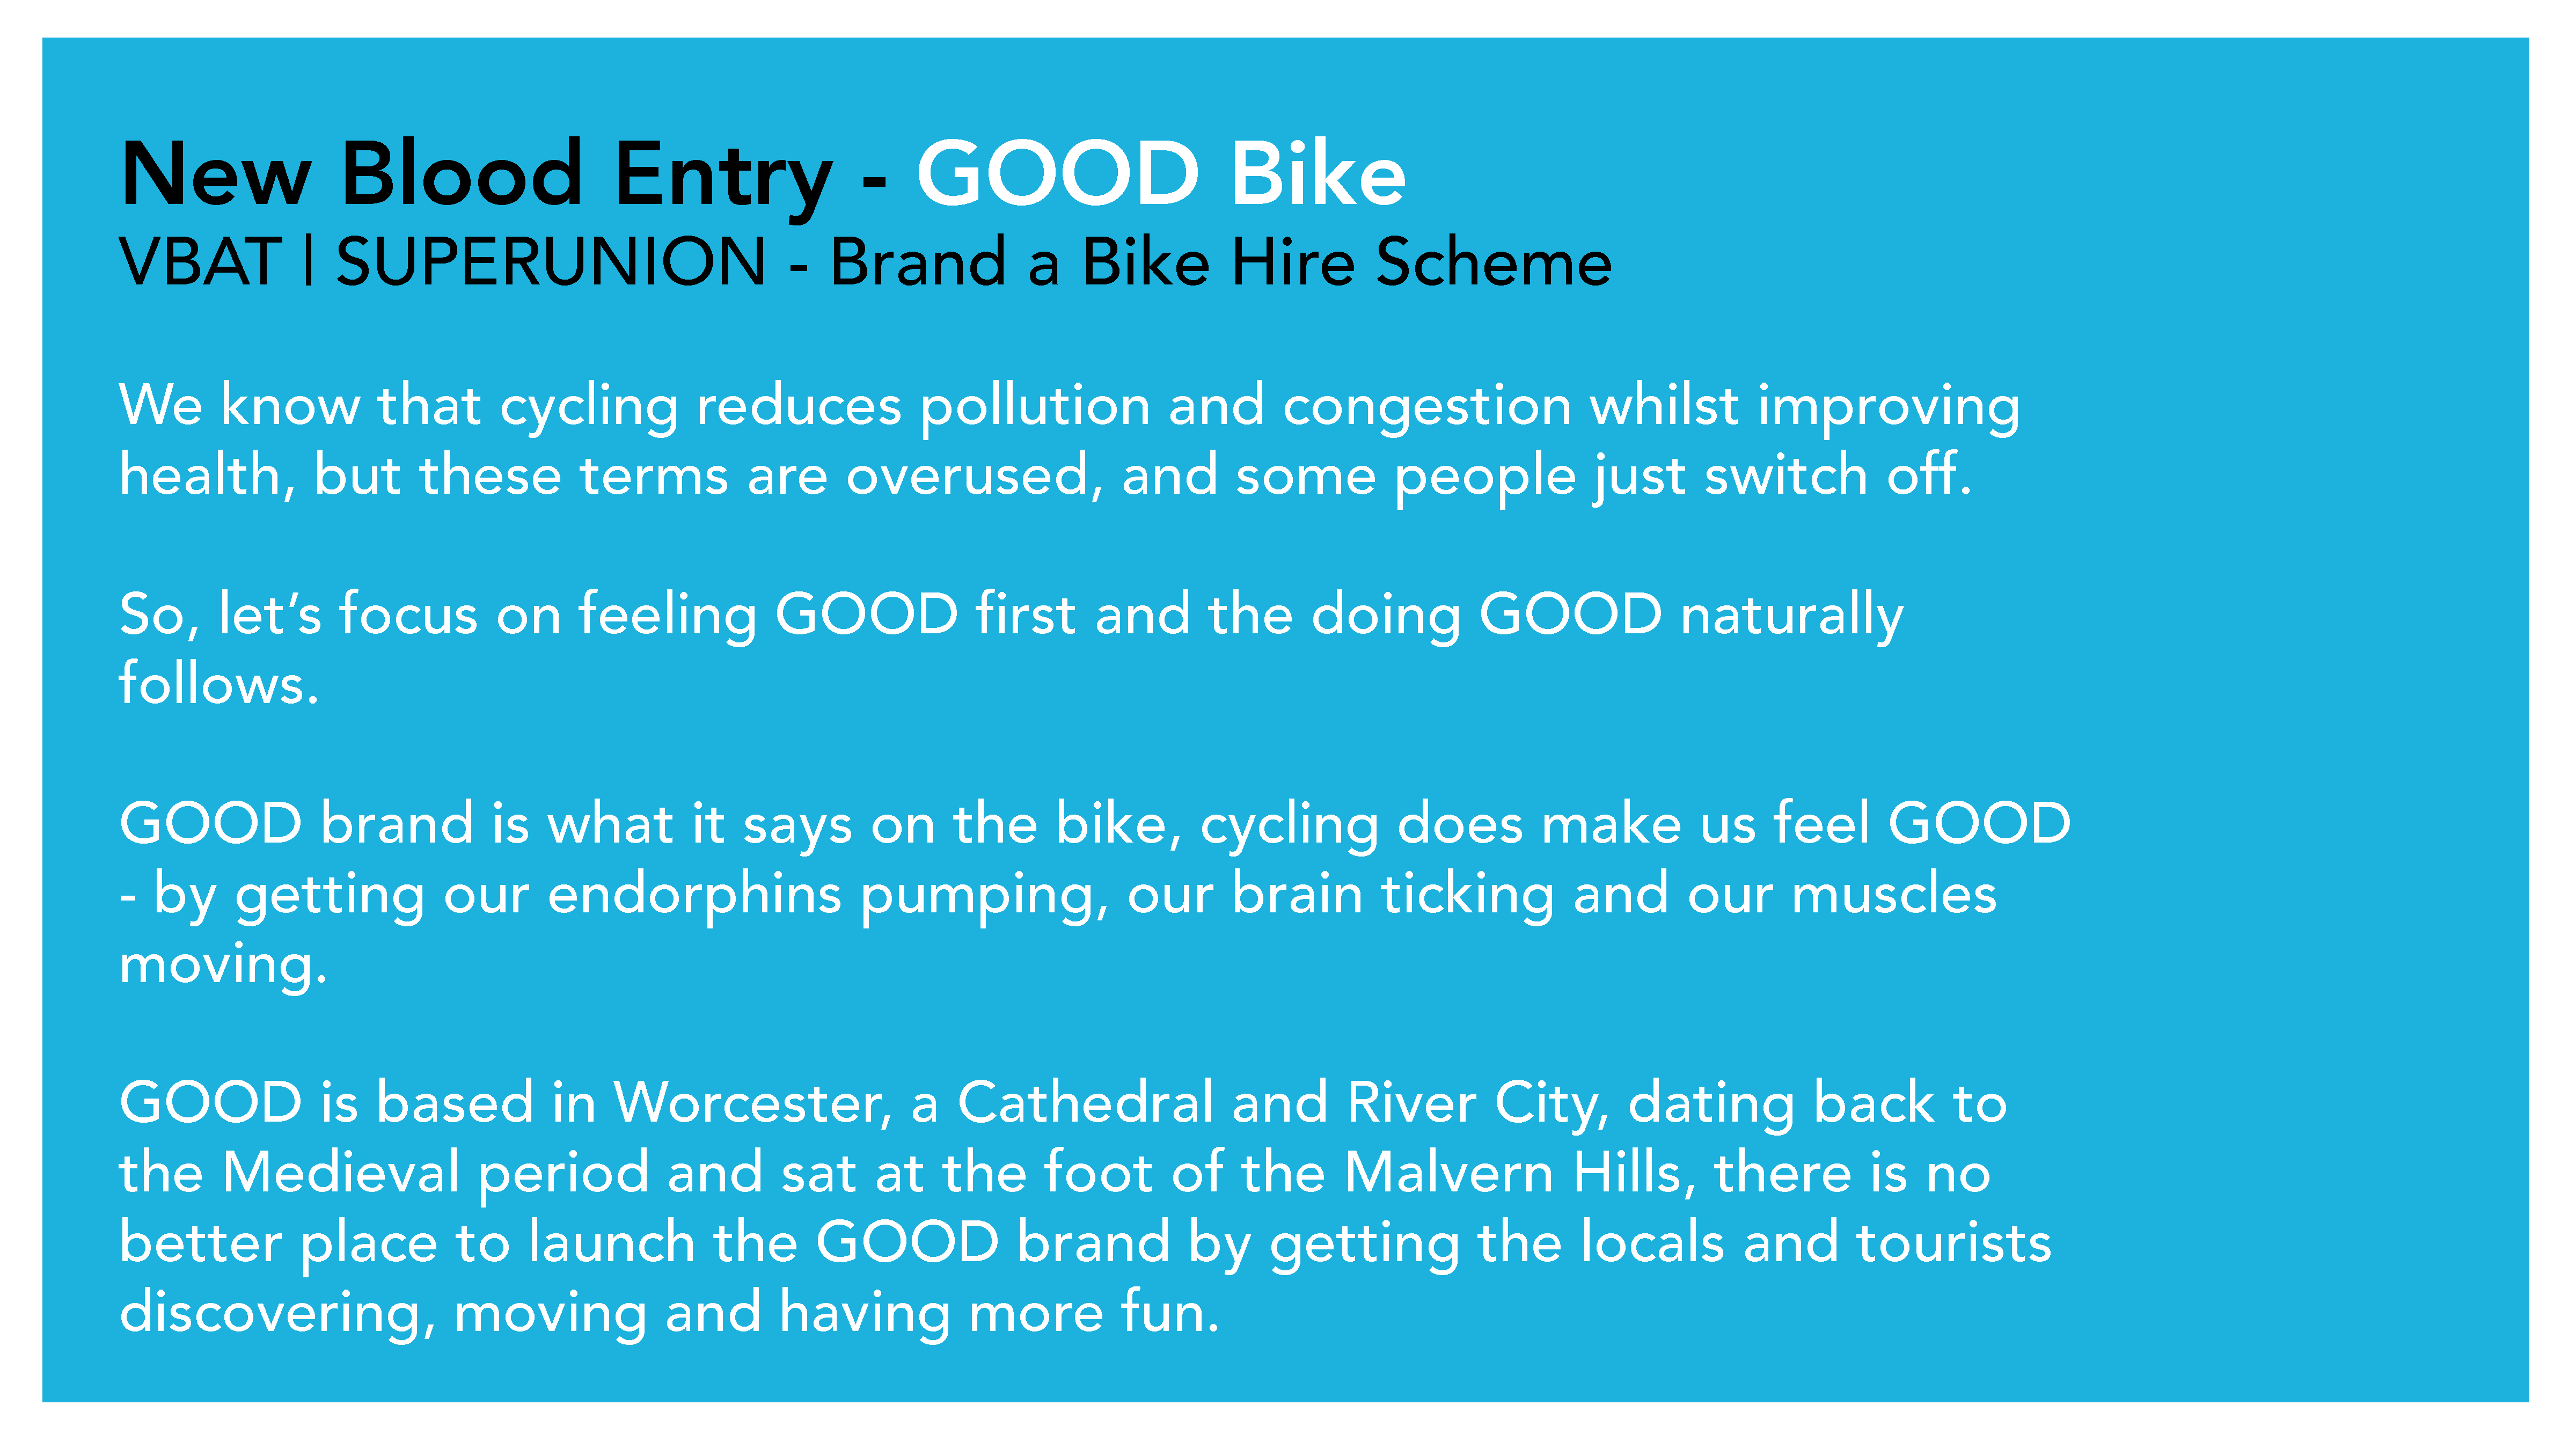 New Blood Entry - GOOD Bike
VBAT | SUPERUNION - Brand a Bike Hire Scheme
We know that cycling reduces pollution and congestion whilst improving
health, but these terms are overused, and some people just switch off.
So, let’s focus on feeling GOOD first and the doing GOOD naturally
follows.
GOOD brand is what it says on the bike, cycling does make us feel GOOD
- by getting our endorphins pumping, our brain ticking and our muscles
moving.
GOOD is based in Worcester, a Cathedral and River City, dating back to
the Medieval period and sat at the foot of the Malvern Hills, there is no
better place to launch the GOOD brand by getting the locals and tourists
discovering, moving and having more fun.